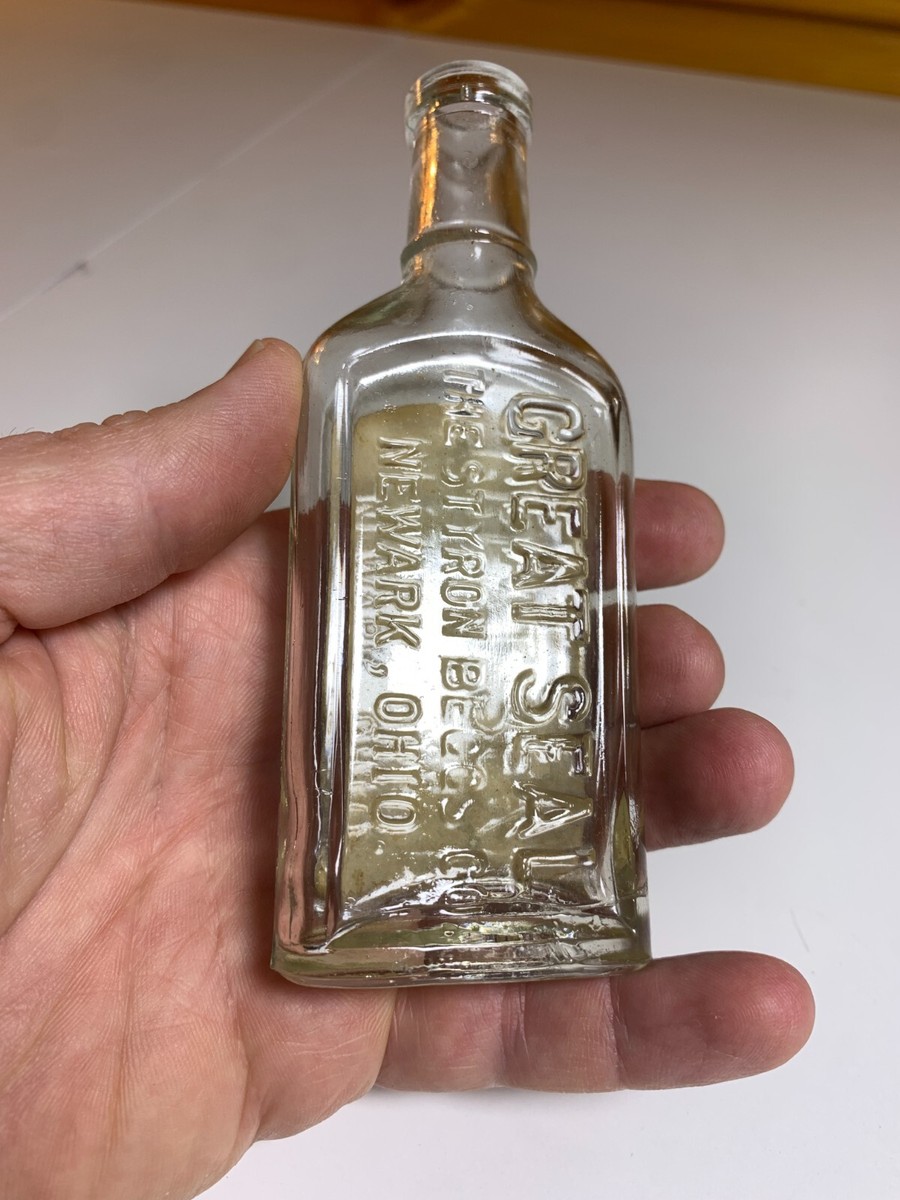 GREAT SEAL
THE STYRON BEGGS CO.
NEWARK, OHIO.